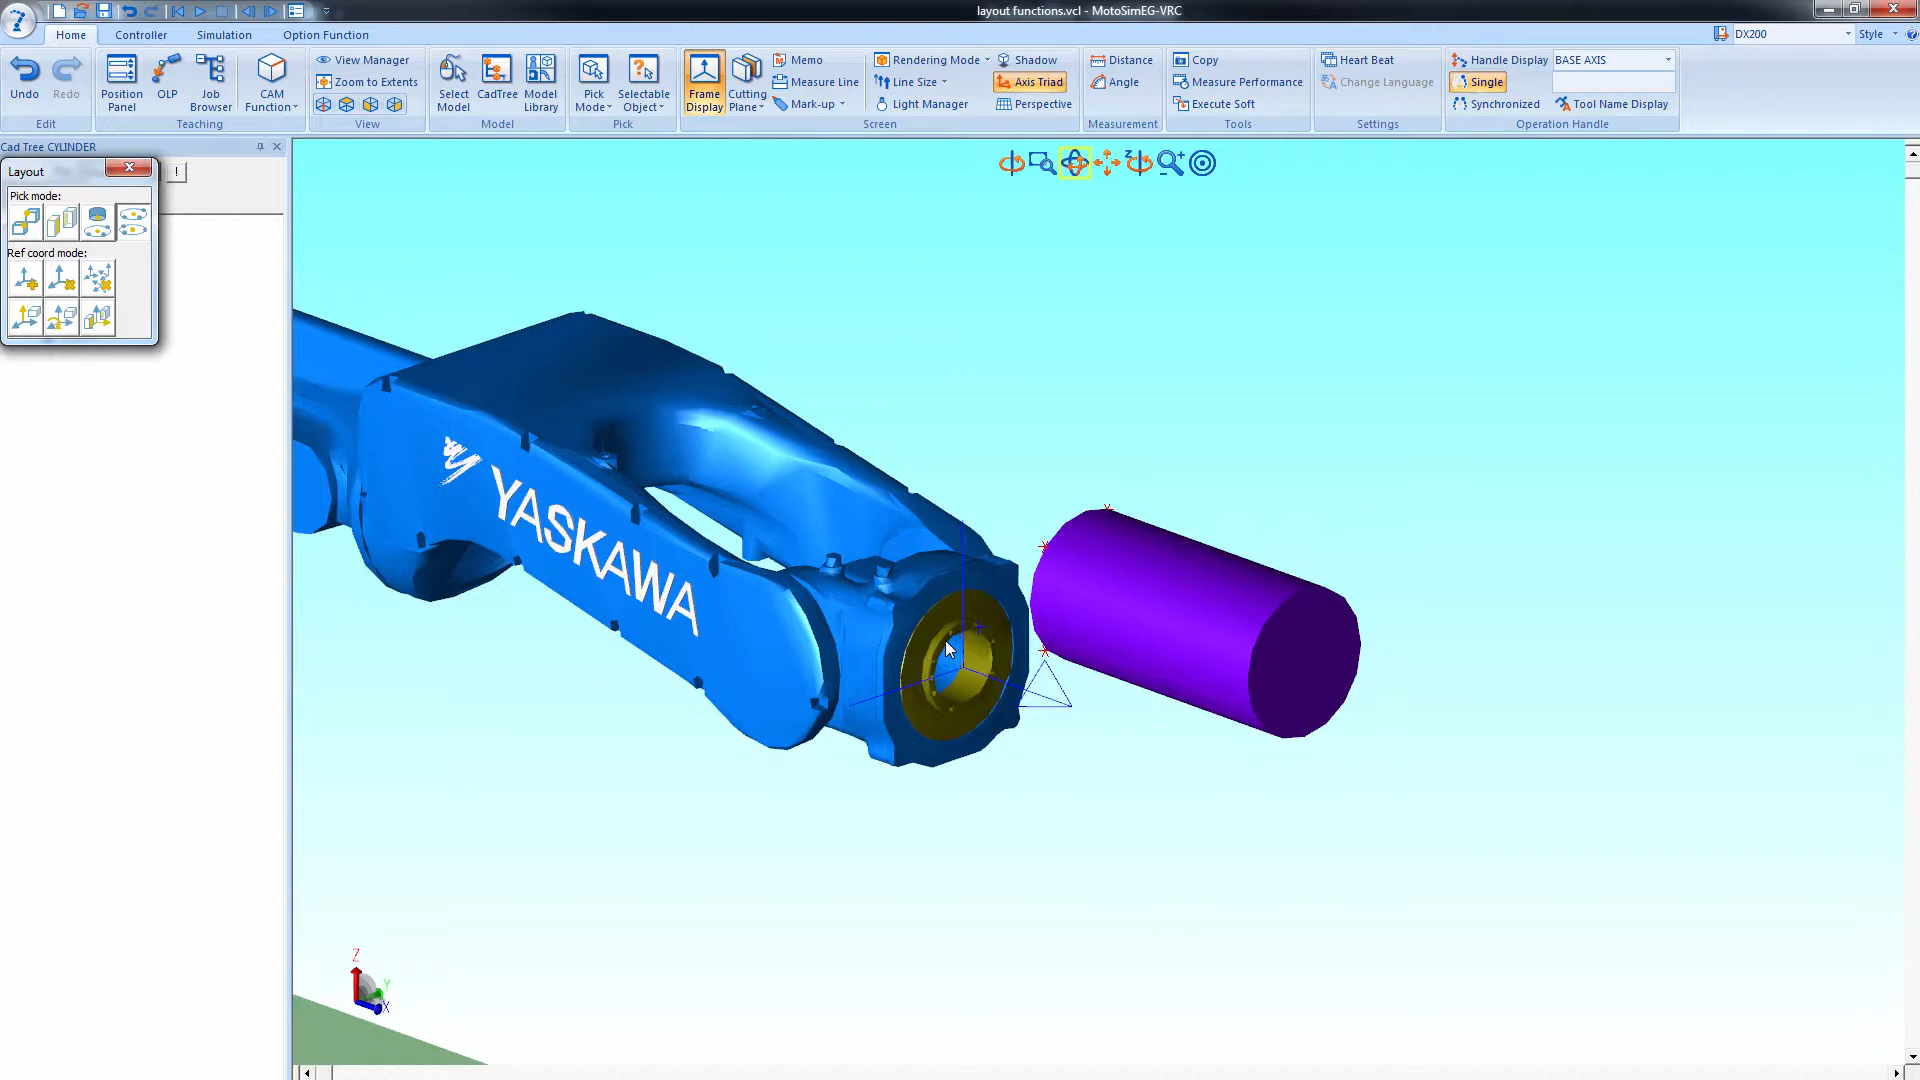 layout functions.vcl - MotoSimEG-VRC
Home Controller Simulation Option Function DX200 Style
Undo Redo
Edit
Position Panel
OLP
Job Browser
CAM Function
Teaching
View Manager
Zoom to Extents
View
Select Model
CadTree
Model Library
Model
Pick Mode
Selectable Object
Pick
Frame Display
Cutting Plane
Memo
Measure Line
Mark-up
Rendering Mode
Line Size
Light Manager
Shadow
Axis Triad
Perspective
Screen
Distance
Angle
Measurement
Copy
Measure Performance
Execute Soft
Tools
Heart Beat
Change Language
Settings
Handle Display BASE AXIS
Single
Synchronized Tool Name Display
Operation Handle
Cad Tree CYLINDER
Layout
!
Pick mode:
Ref coord mode:
YASKAWA
Z
Y
X